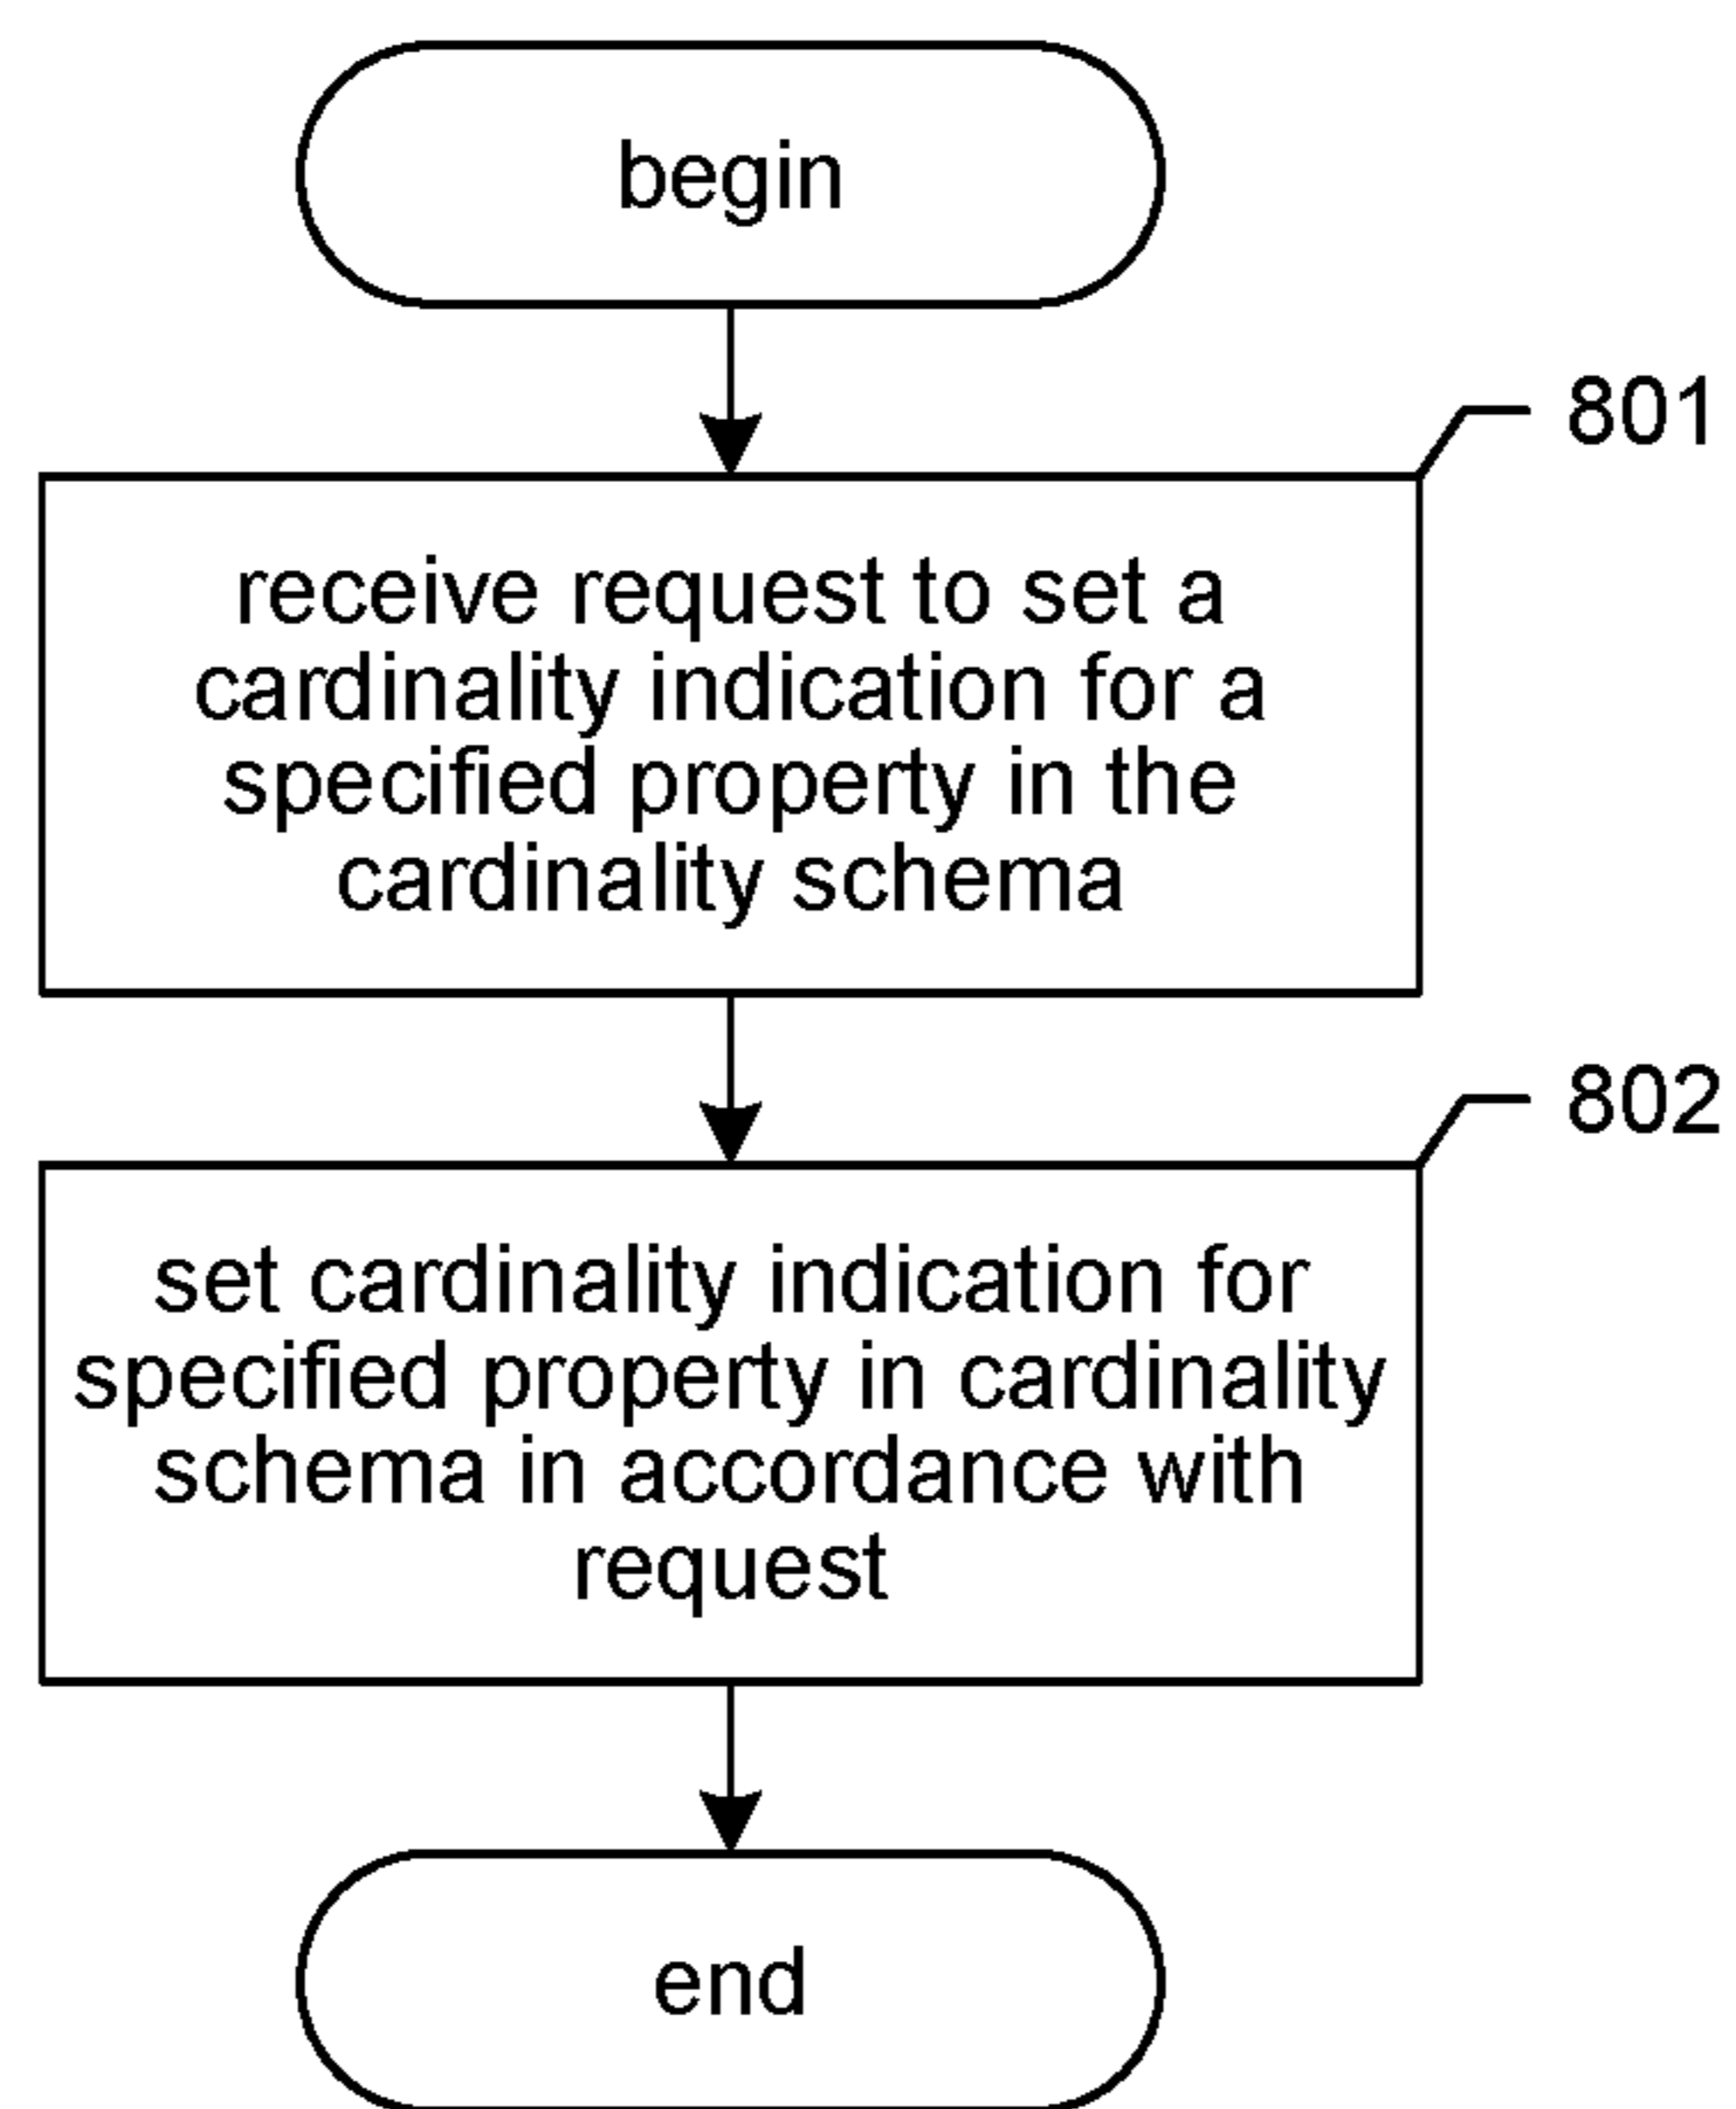 begin
801
receive request to set a
cardinality indication for a
specified property in the
cardinality schema
802
set cardinality indication for
specified property in cardinality
schema in accordance with
request
end